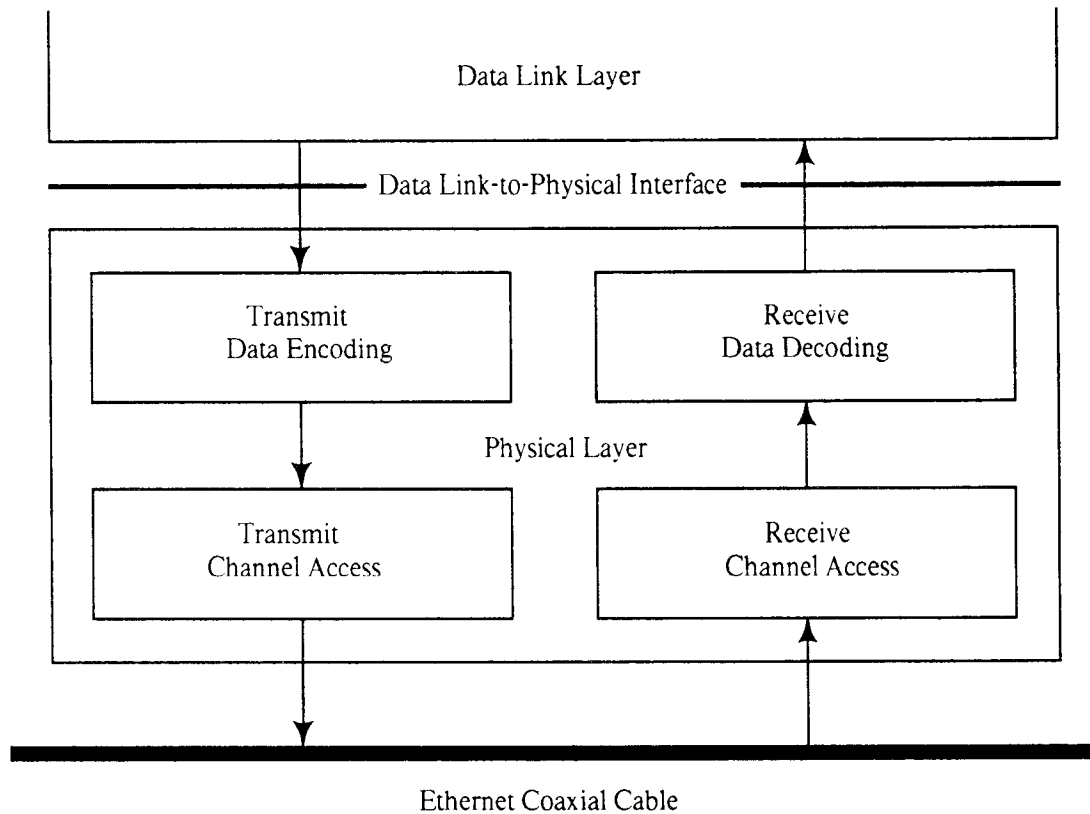 Data Link Layer
Data Link-to-Physical Interface
Transmit
Data Encoding
Receive
Data Decoding
Physical Layer
Transmit
Channel Access
Receive
Channel Access
Ethernet Coaxial Cable